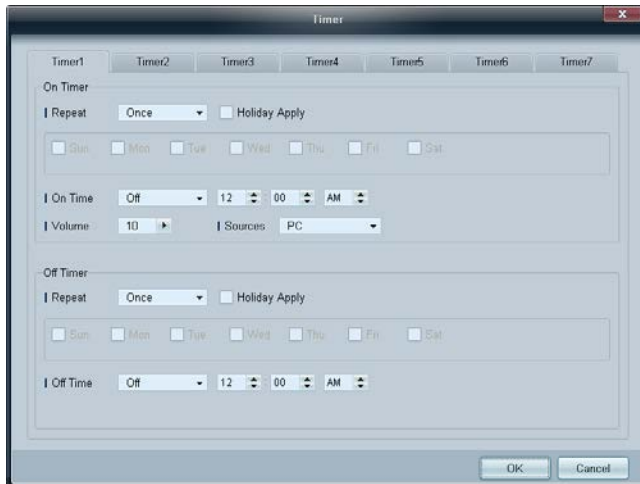 Timer
x
Timer1 Timer2 Timer3 Timer4 Timer5 Timer6 Timer7
On Timer
Repeat Once Holiday Apply
Sun Mon Tue Wed Thu Fri Sat
On Time Off 12 00 AM
Volume 10 Sources PC
Off Timer
Repeat Once Holiday Apply
Sun Mon Tue Wed Thu Fri Sat
Off Time Off 12 00 AM
OK Cancel